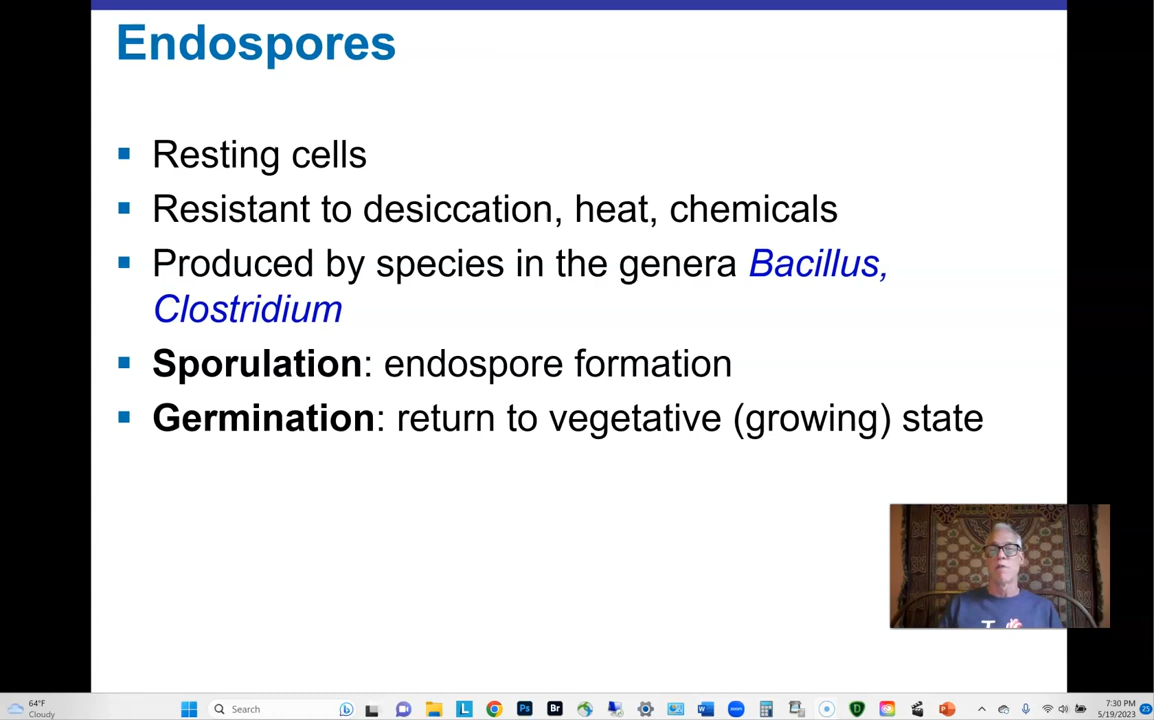 Endospores
Resting cells
Resistant to desiccation, heat, chemicals
Produced by species in the genera Bacillus,
Clostridium
Sporulation: endospore formation
Germination: return to vegetative (growing) state
64°F
Cloudy
Search
7:30 PM
5/19/2023
25